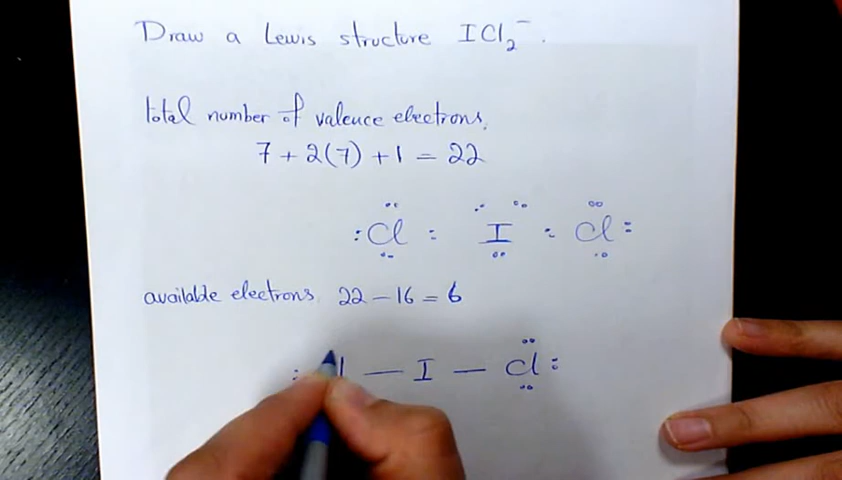 Draw a Lewis structure ICl₂⁻.
total number of valence electrons.
7 + 2(7) + 1 = 22
:Cl: I : Cl:
available electrons. 22 - 16 = 6
: l — I — Cl: